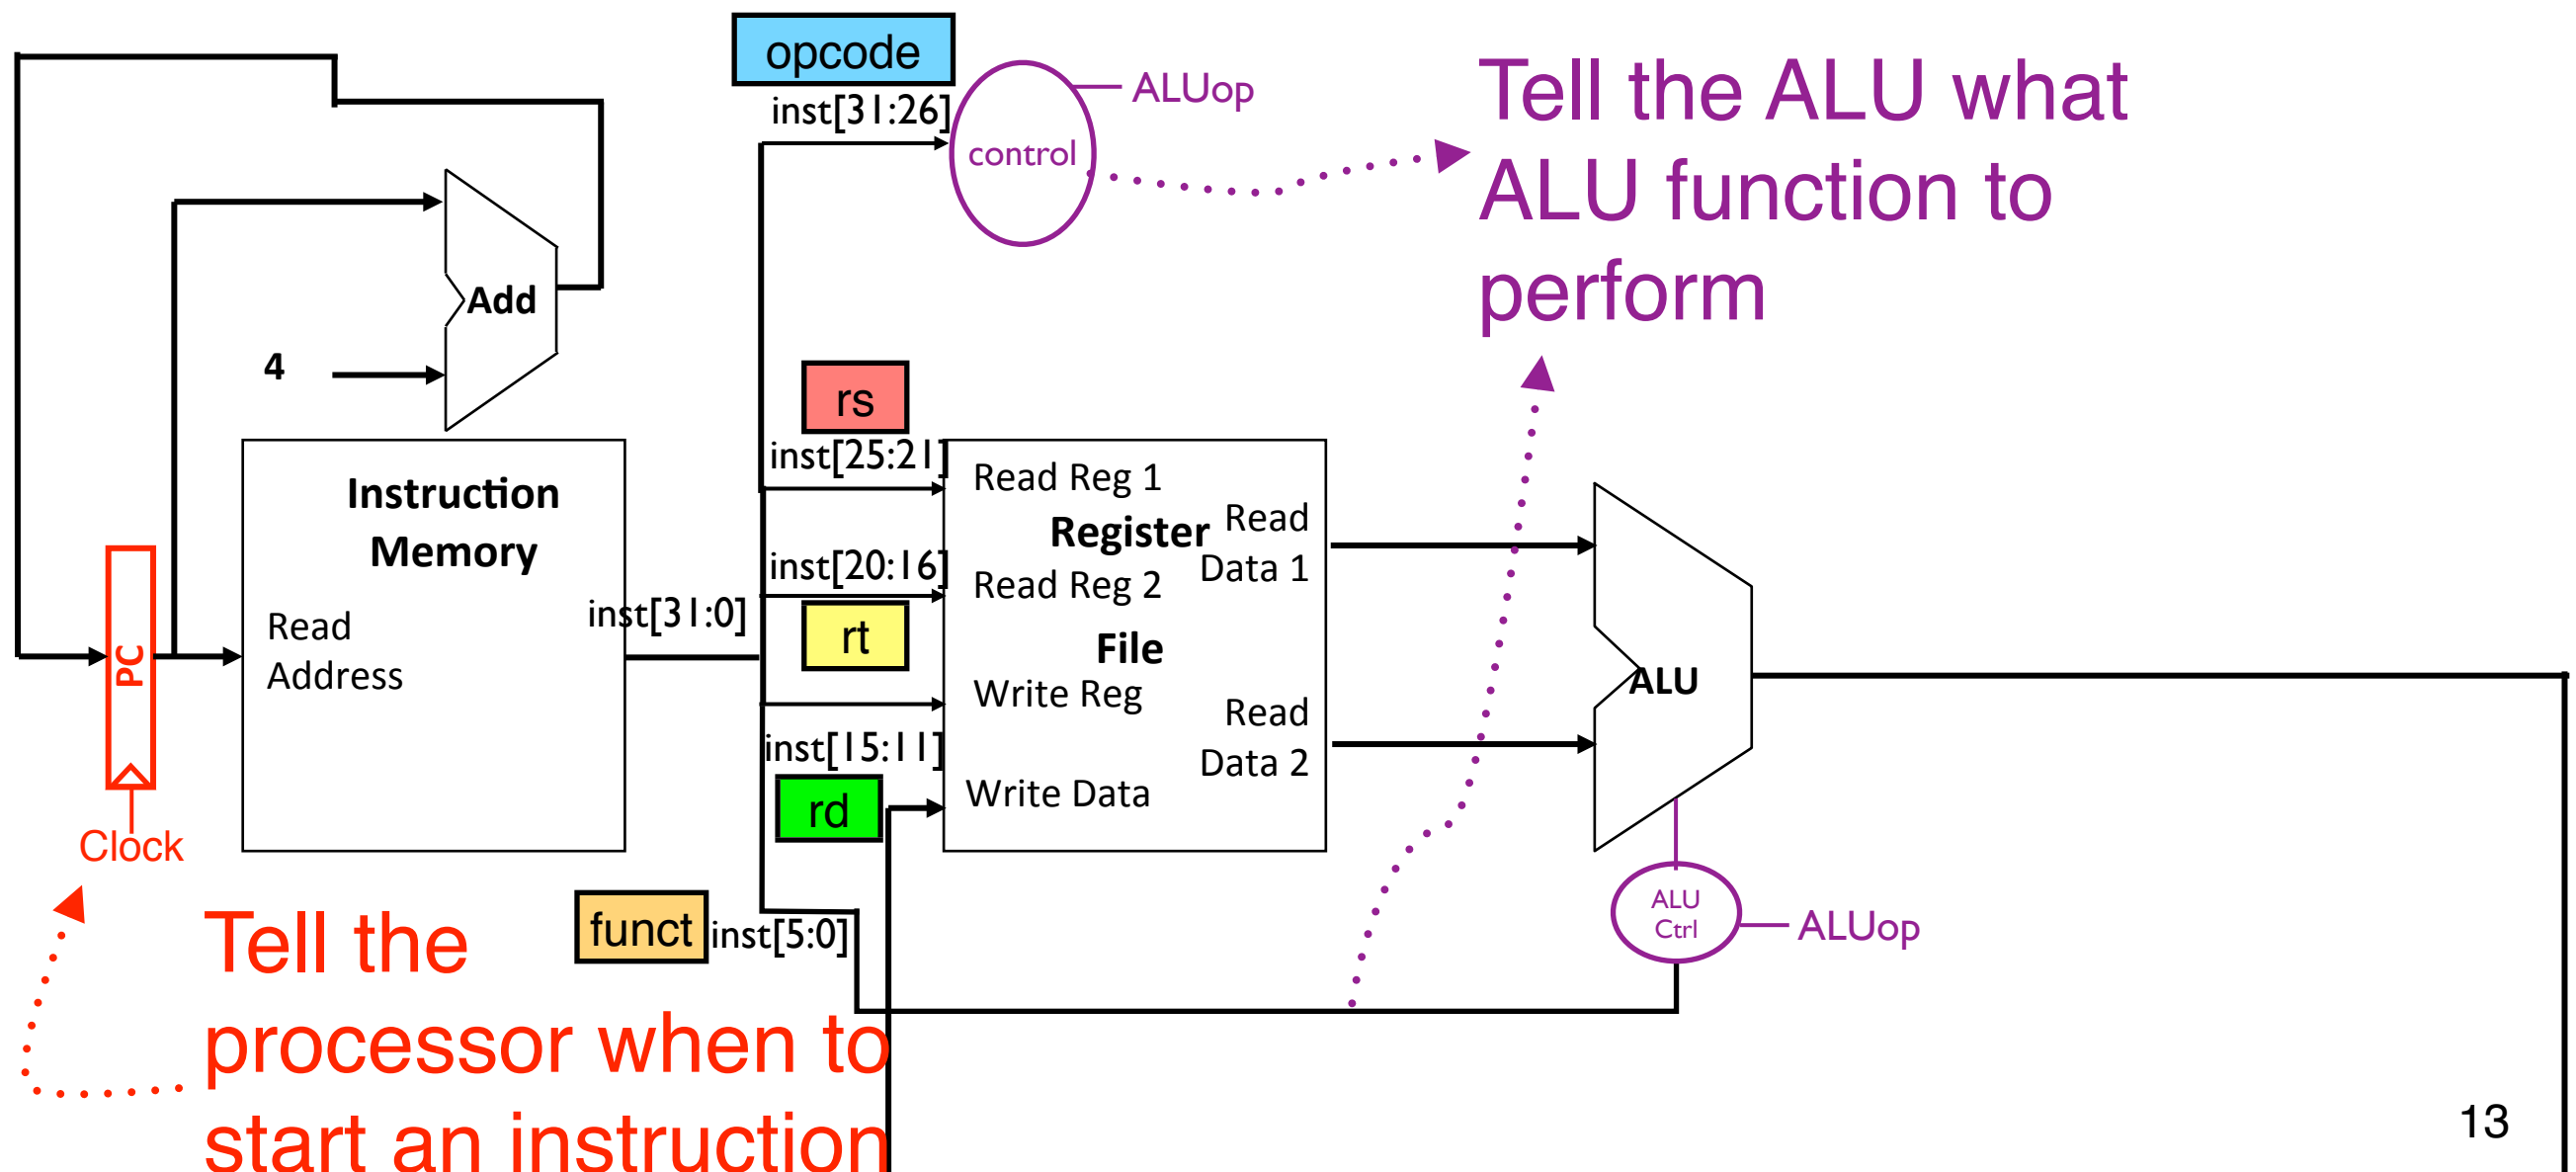 opcode
inst[31:26]
control
ALUop
Tell the ALU what
ALU function to
perform
Add
4
rs
inst[25:21]
Instruction
Memory
Read
Address
inst[31:0]
PC
Clock
inst[20:16]
rt
inst[15:11]
rd
Read Reg 1
Register
File
Read Reg 2
Write Reg
Write Data
Read
Data 1
Read
Data 2
ALU
ALU
Ctrl
ALUop
funct
inst[5:0]
Tell the
processor when to
start an instruction
13